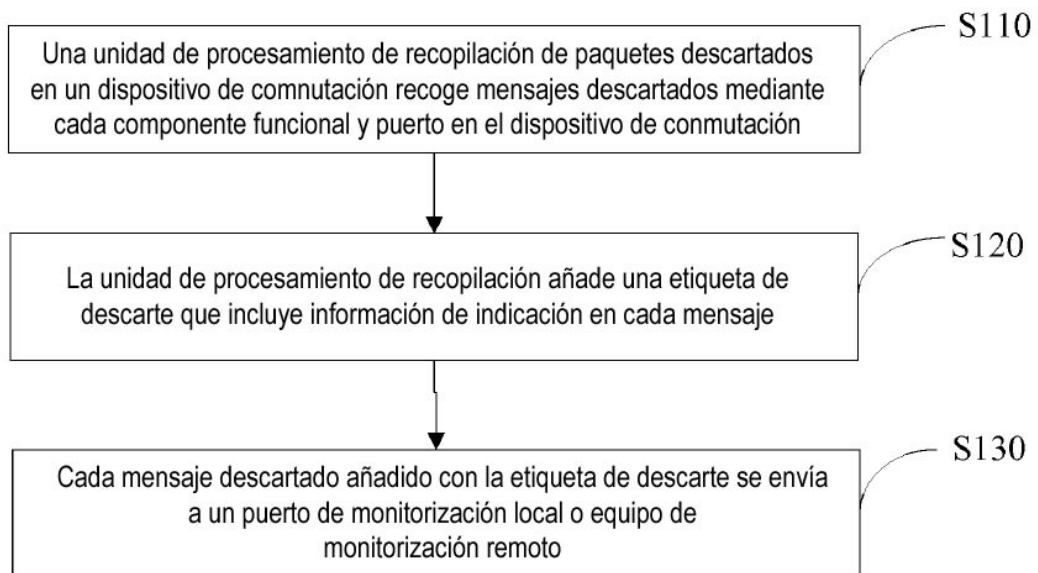 S110
Una unidad de procesamiento de recopilación de paquetes descartados
en un dispositivo de comnutación recoge mensajes descartados mediante
cada componente funcional y puerto en el dispositivo de conmutación
S120
La unidad de procesamiento de recopilación añade una etiqueta de
descarte que incluye información de indicación en cada mensaje
S130
Cada mensaje descartado añadido con la etiqueta de descarte se envía
a un puerto de monitorización local o equipo de
monitorización remoto